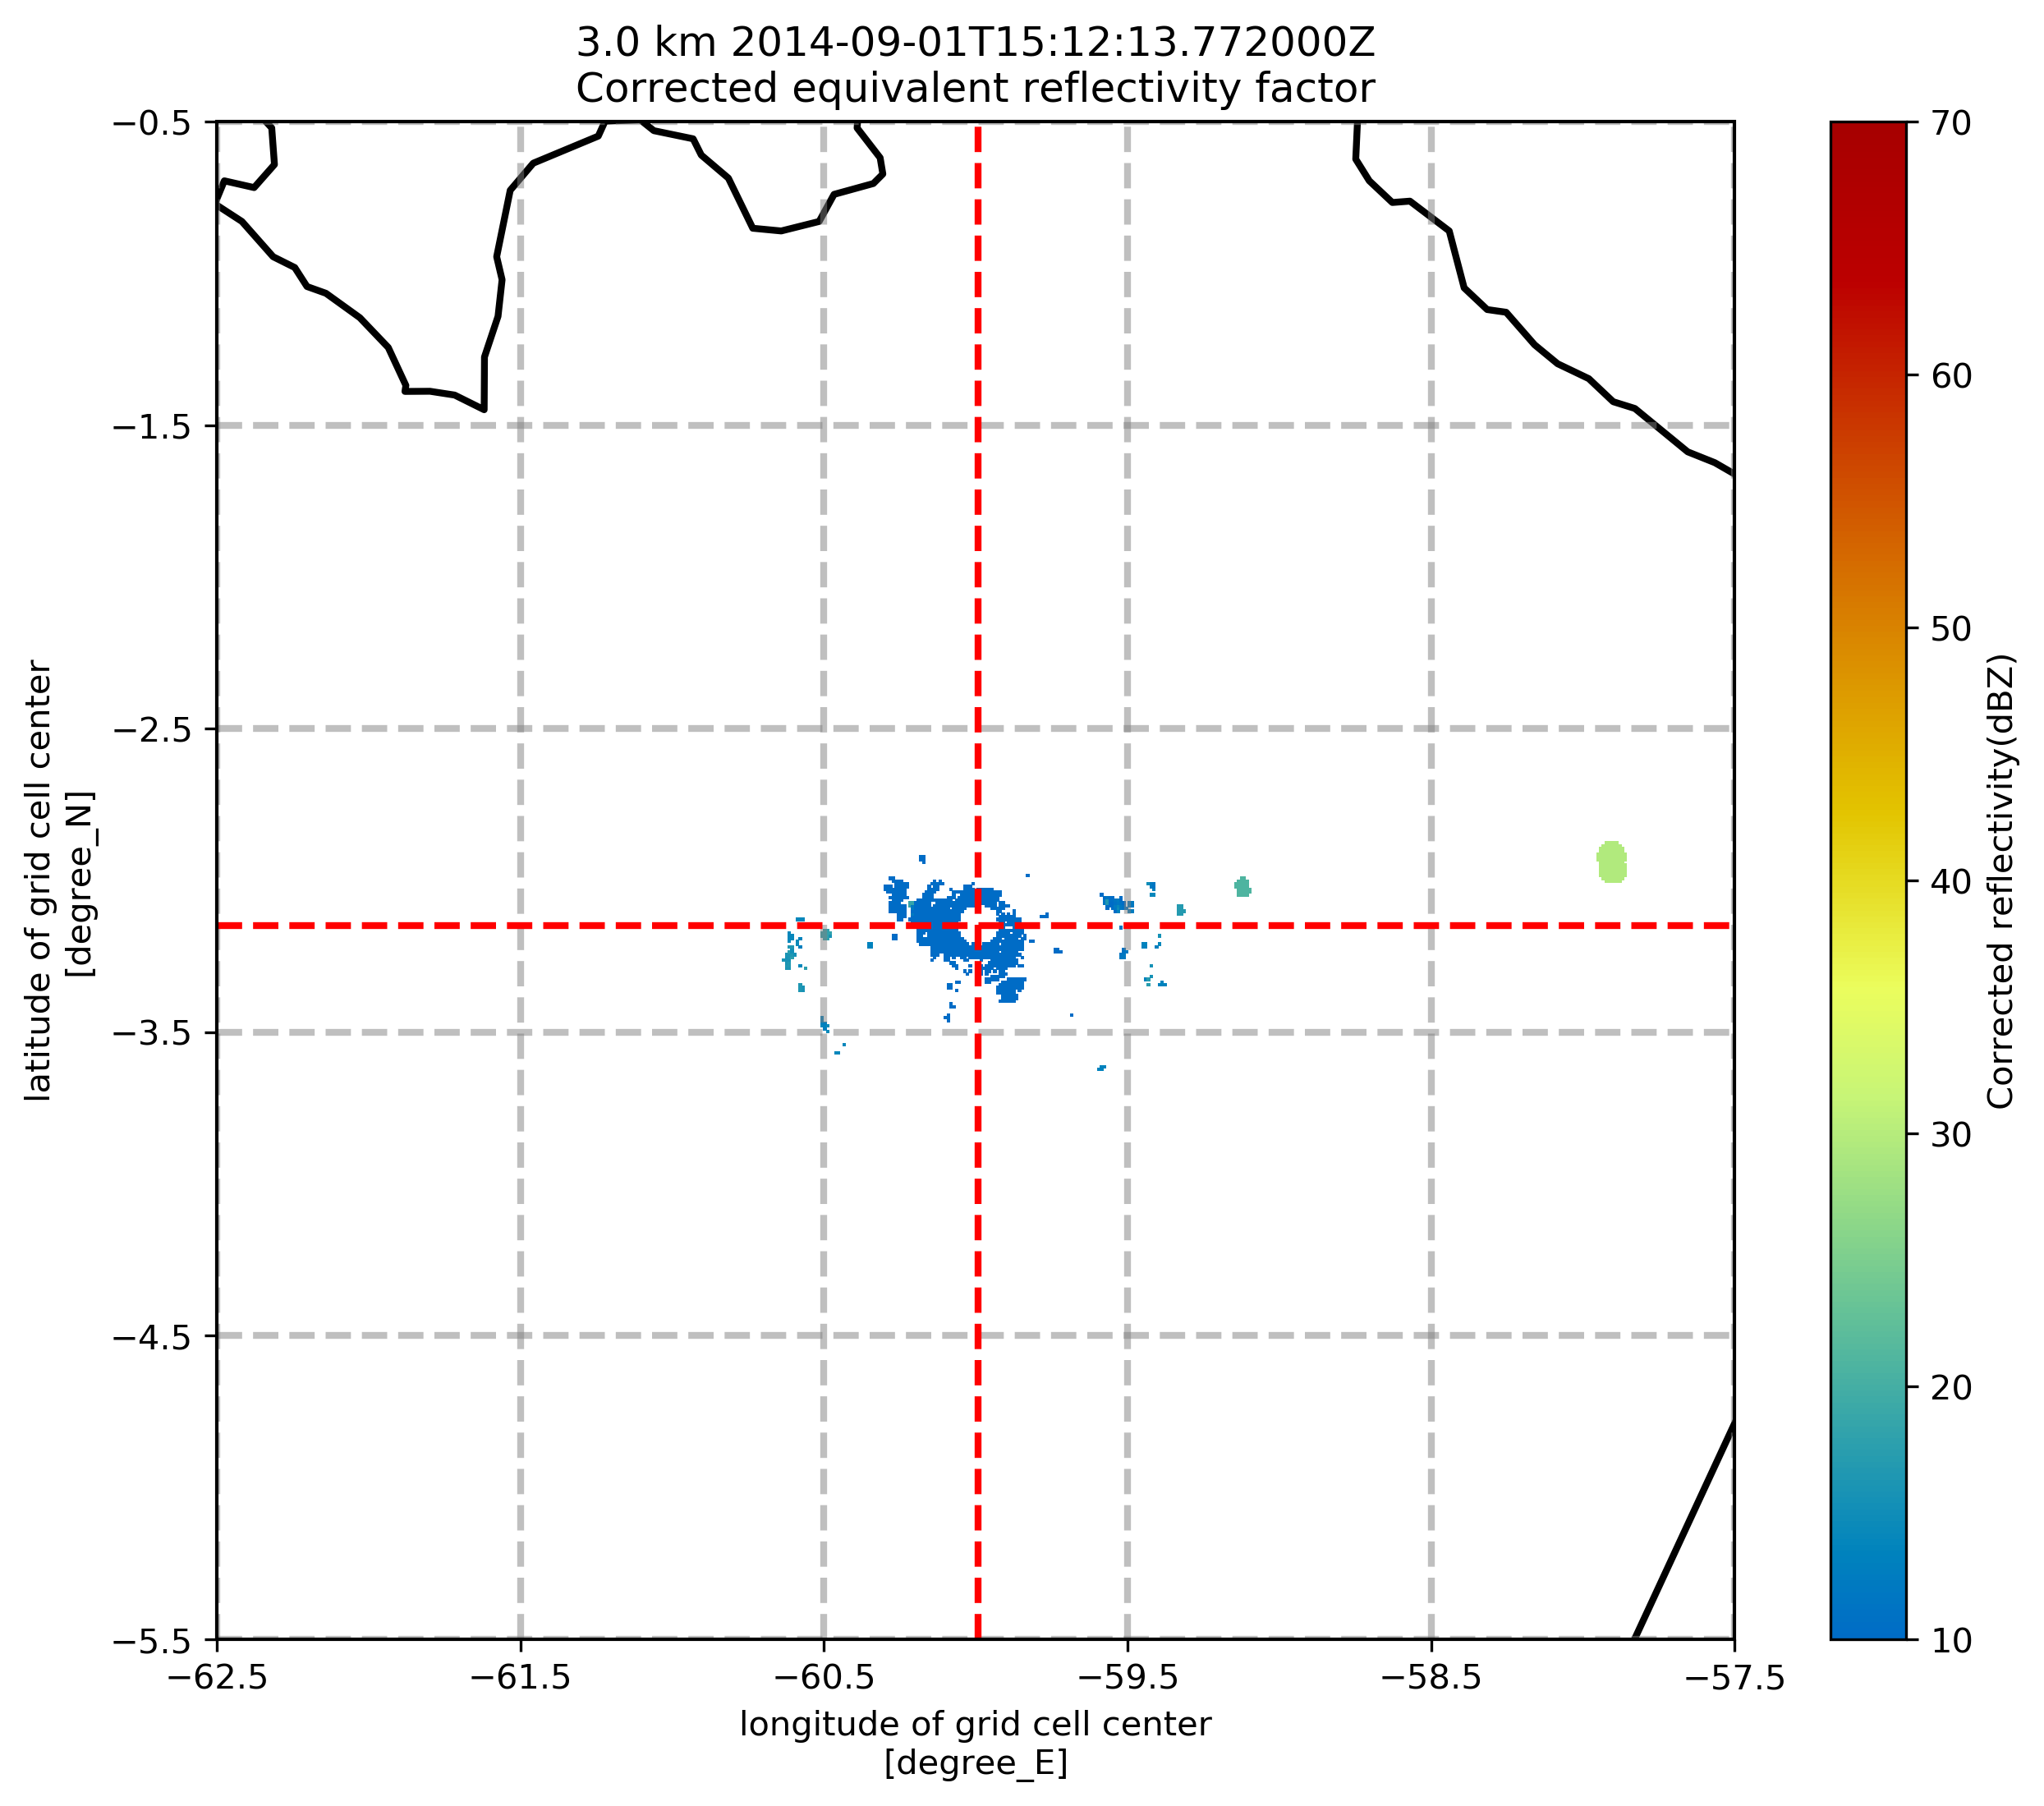 3.0 km 2014-09-01T15:12:13.772000Z
Corrected equivalent reflectivity factor
−0.5
−1.5
−2.5
−3.5
−4.5
−5.5
latitude of grid cell center
[degree_N]
−62.5
−61.5
−60.5
−59.5
−58.5
−57.5
longitude of grid cell center
[degree_E]
70
60
50
40
30
20
10
Corrected reflectivity(dBZ)